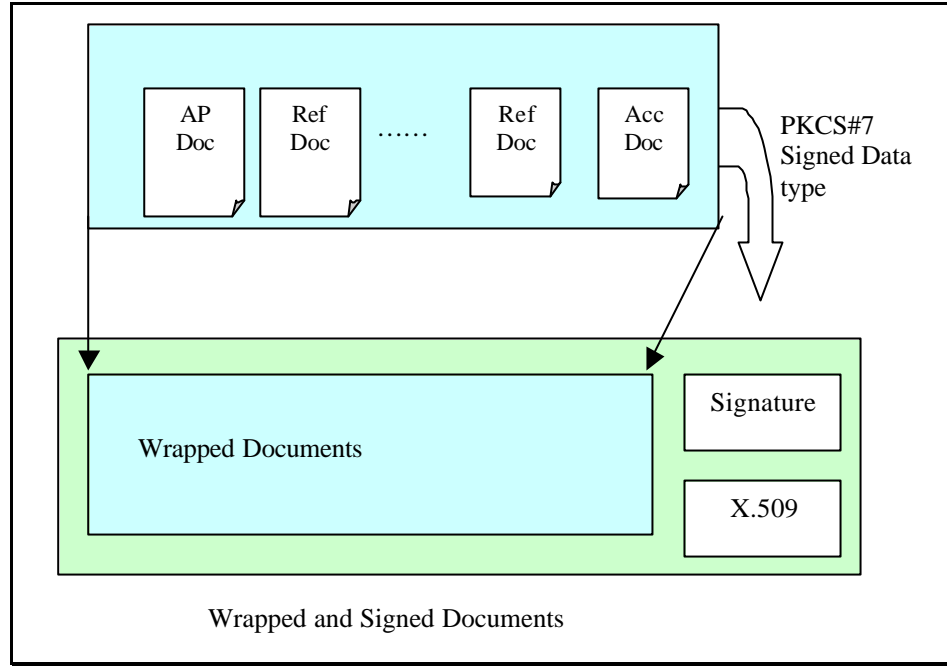 AP
Doc
Ref
Doc
……
Ref
Doc
Acc
Doc
PKCS#7
Signed Data
type
Wrapped Documents
Signature
X.509
Wrapped and Signed Documents